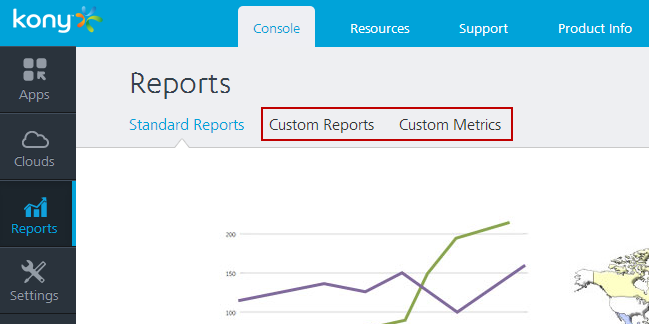 kony
Console
Resources
Support
Product Info
Apps
Clouds
Reports
Settings
Reports
Standard Reports
Custom Reports
Custom Metrics
200
150
100